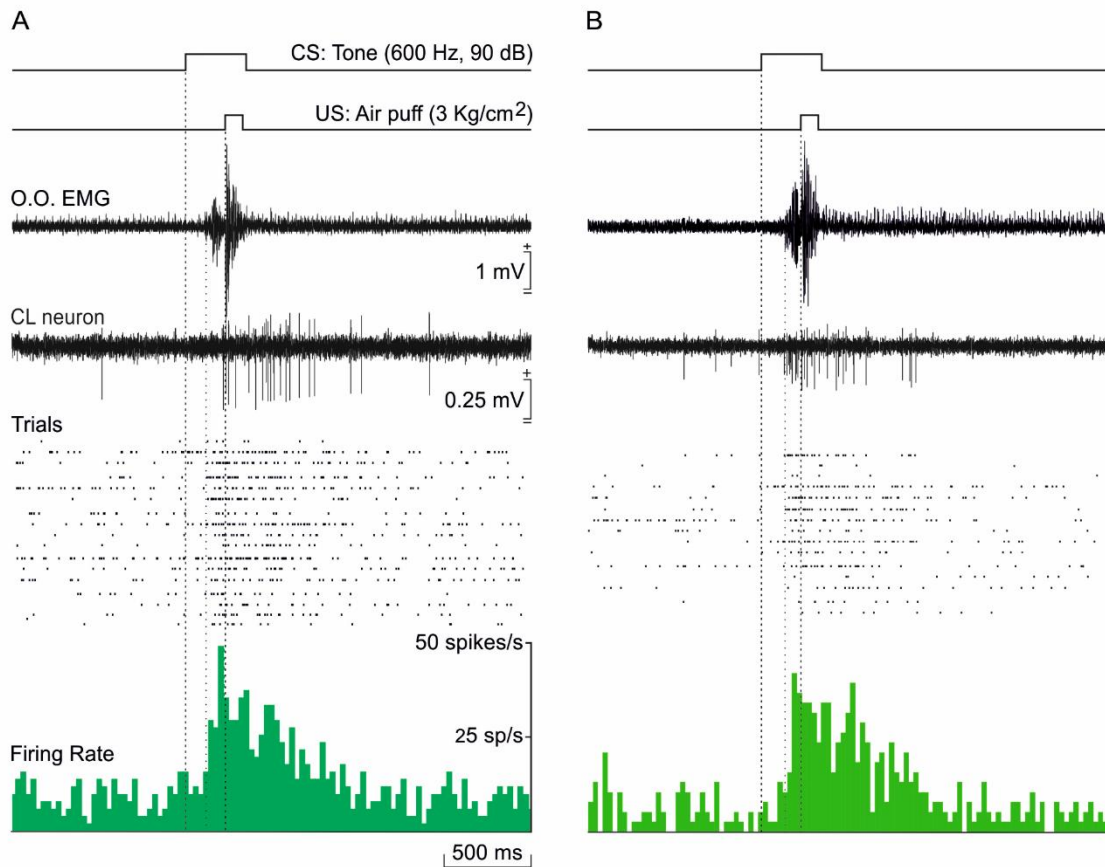 A
B
CS: Tone (600 Hz, 90 dB)
US: Air puff (3 Kg/cm2)
O.O. EMG
+
1 mV
=
CL neuron
+
0.25 mV
=
Trials
50 spikes/s
25 sp/s
Firing Rate
500 ms